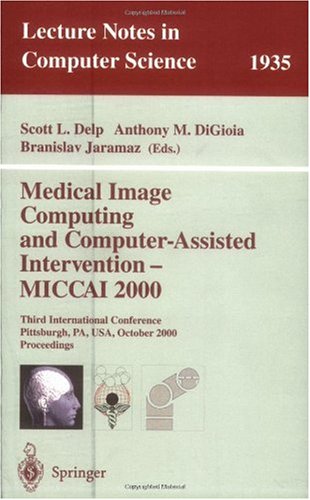 Lecture Notes in
Computer Science 1935
Scott L. Delp Anthony M. DiGioia
Branislav Jaramaz (Eds.)
Medical Image
Computing
and Computer-Assisted
Intervention –
MICCAI 2000
Third International Conference
Pittsburgh, PA, USA, October 2000
Proceedings
Springer